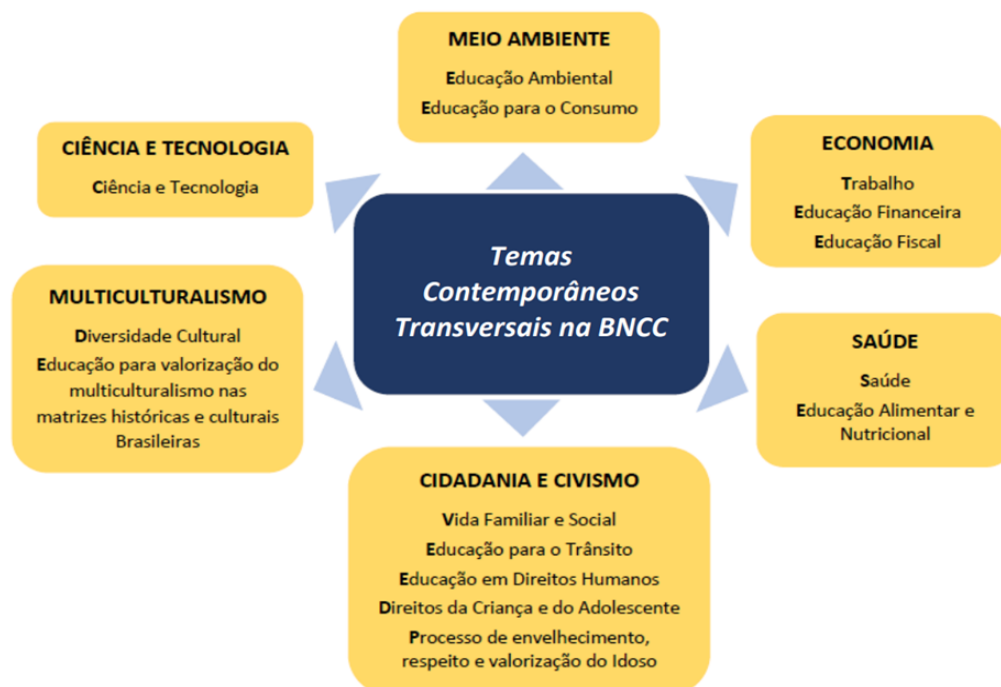 MEIO AMBIENTE
Educação Ambiental
Educação para o Consumo
CIÊNCIA E TECNOLOGIA
Ciência e Tecnologia
ECONOMIA
Trabalho
Educação Financeira
Educação Fiscal
Temas
Contemporâneos
Transversais na BNCC
MULTICULTURALISMO
Diversidade Cultural
Educação para valorização do
multiculturalismo nas
matrizes históricas e culturais
Brasileiras
SAÚDE
Saúde
Educação Alimentar e
Nutricional
CIDADANIA E CIVISMO
Vida Familiar e Social
Educação para o Trânsito
Educação em Direitos Humanos
Direitos da Criança e do Adolescente
Processo de envelhecimento,
respeito e valorização do Idoso